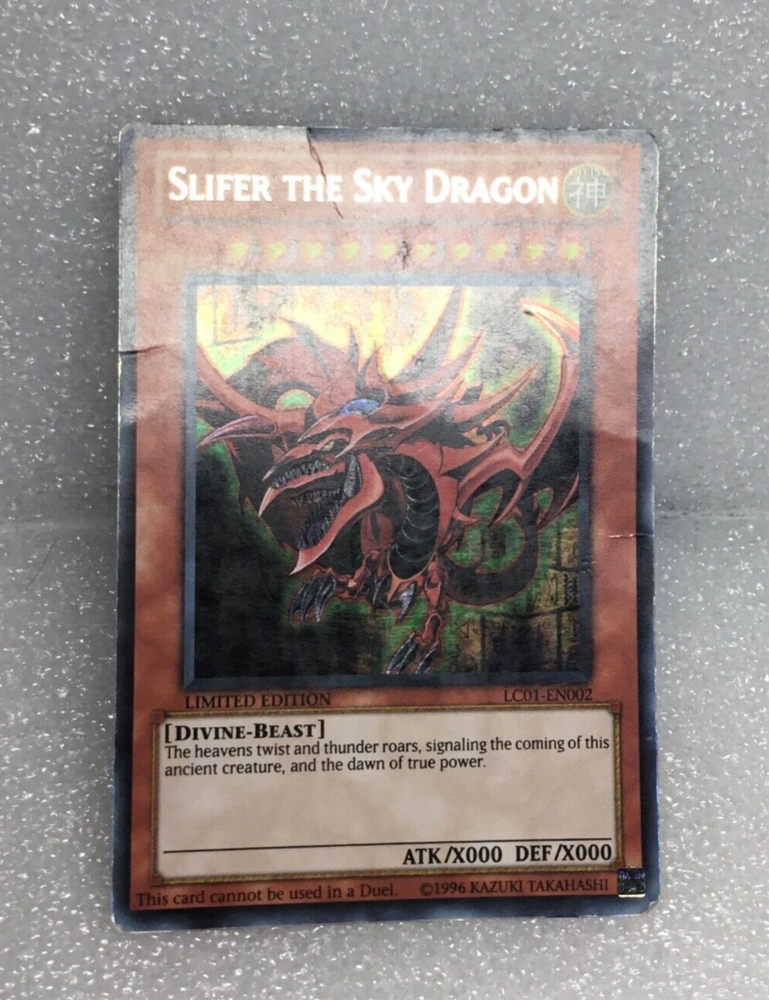 SLIFER THE SKY DRAGON 神
LIMITED EDITION LC01-EN002
[DIVINE-BEAST]
The heavens twist and thunder roars, signaling the coming of this
ancient creature, and the dawn of true power.
ATK/X000 DEF/X000
This card cannot be used in a Duel. ©1996 KAZUKI TAKAHASHI